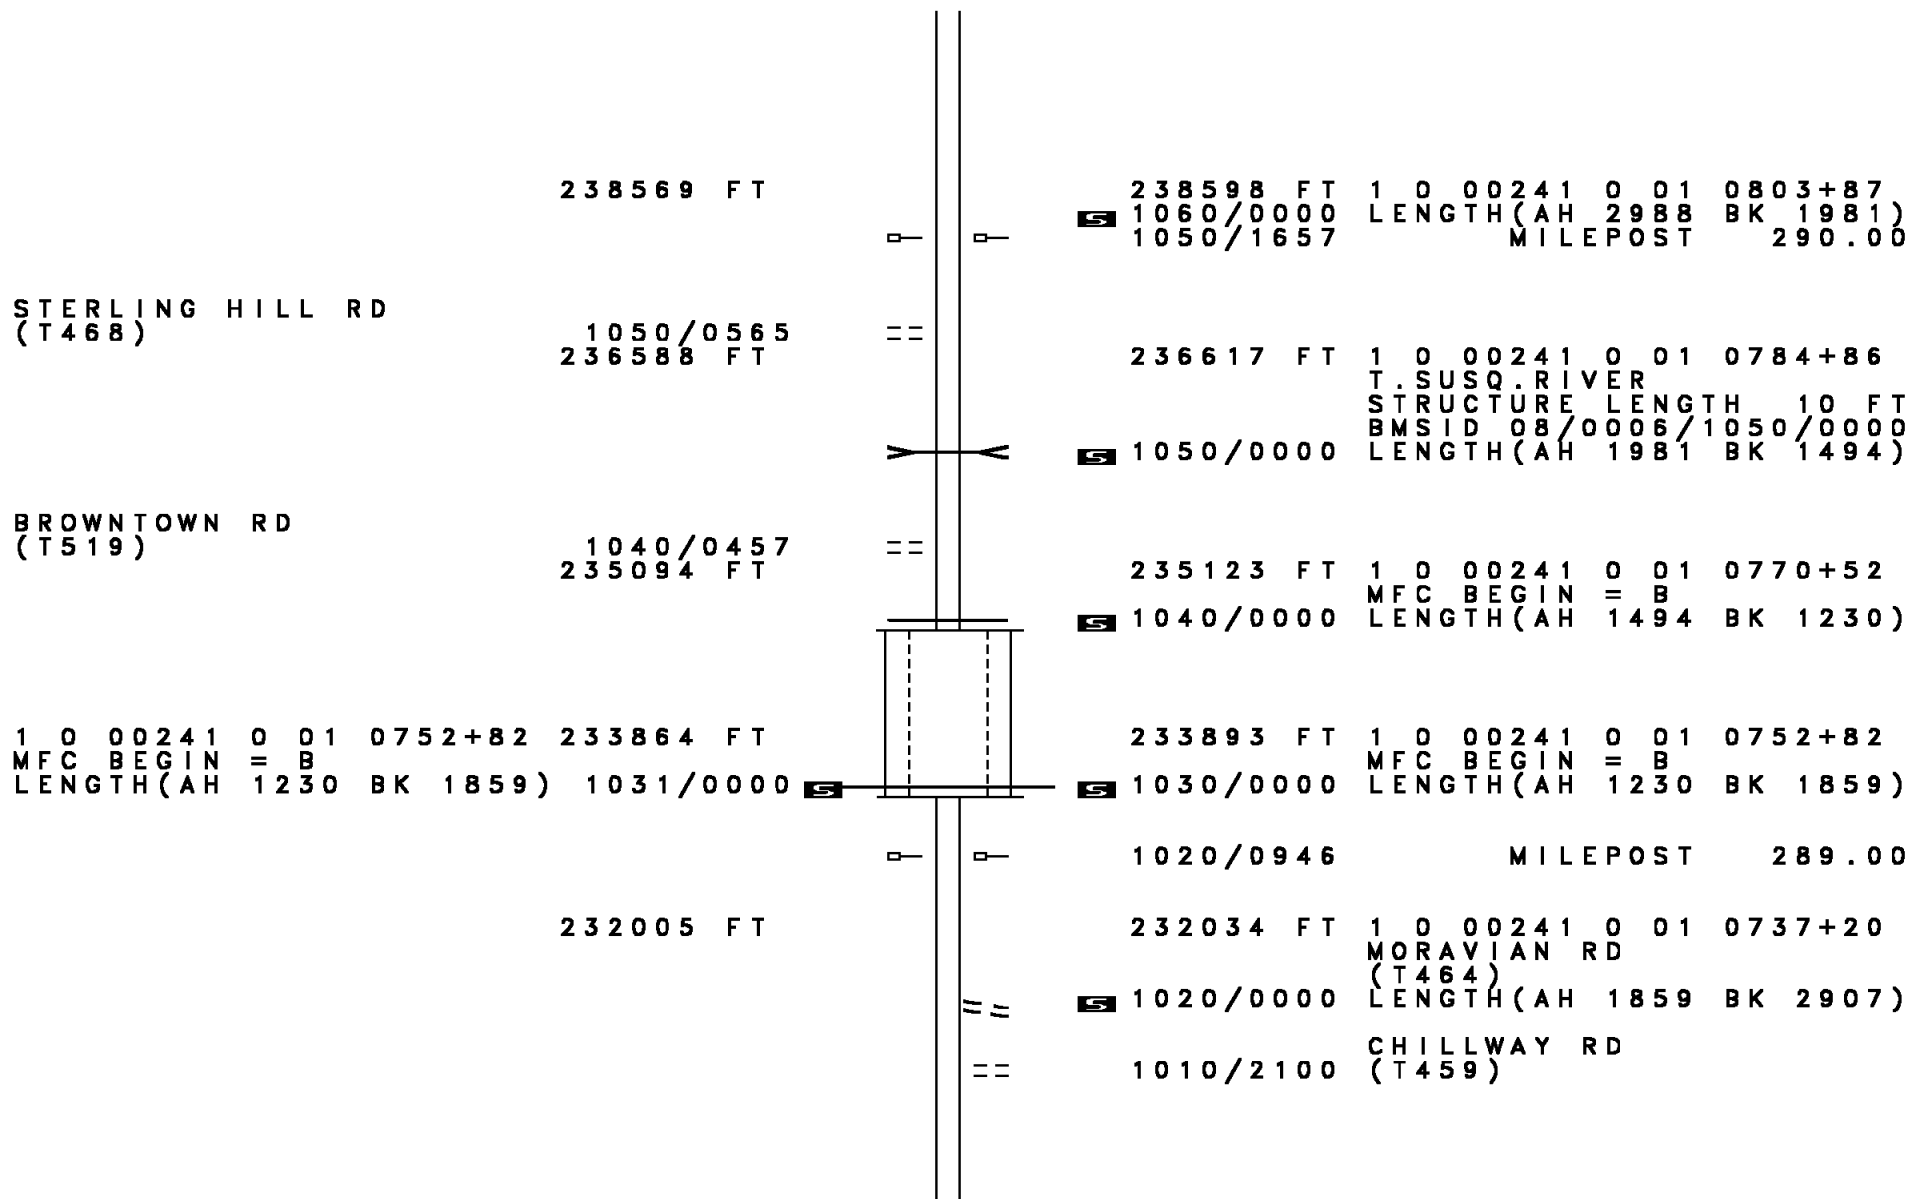 238569 FT 238598 FT 1 0 00241 0 01 0803+87
S 1060/0000 LENGTH(AH 2988 BK 1981)
1050/1657 MILEPOST 290.00
STERLING HILL RD
(T468) 1050/0565
236588 FT 236617 FT 1 0 00241 0 01 0784+86
T.SUSQ.RIVER
STRUCTURE LENGTH 10 FT
BMSID 08/0006/1050/0000
S 1050/0000 LENGTH(AH 1981 BK 1494)
BROWNTOWN RD
(T519) 1040/0457
235094 FT 235123 FT 1 0 00241 0 01 0770+52
MFC BEGIN = B
S 1040/0000 LENGTH(AH 1494 BK 1230)
1 0 00241 0 01 0752+82 233864 FT 233893 FT 1 0 00241 0 01 0752+82
MFC BEGIN = B MFC BEGIN = B
LENGTH(AH 1230 BK 1859) 1031/0000 S S 1030/0000 LENGTH(AH 1230 BK 1859)
1020/0946 MILEPOST 289.00
232005 FT 232034 FT 1 0 00241 0 01 0737+20
MORAVIAN RD
(T464)
S 1020/0000 LENGTH(AH 1859 BK 2907)
CHILLWAY RD
1010/2100 (T459)